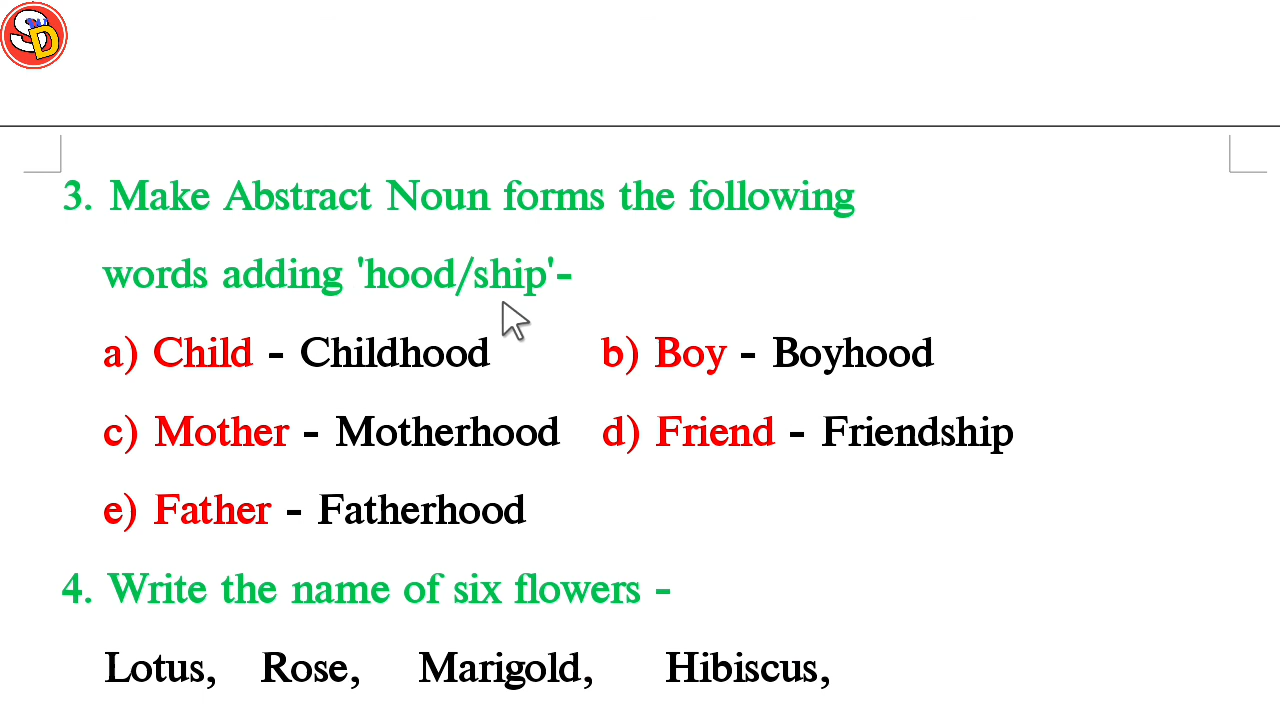 SD
3. Make Abstract Noun forms the following
words adding 'hood/ship'-
a) Child - Childhood b) Boy - Boyhood
c) Mother - Motherhood d) Friend - Friendship
e) Father - Fatherhood
4. Write the name of six flowers -
Lotus, Rose, Marigold, Hibiscus,